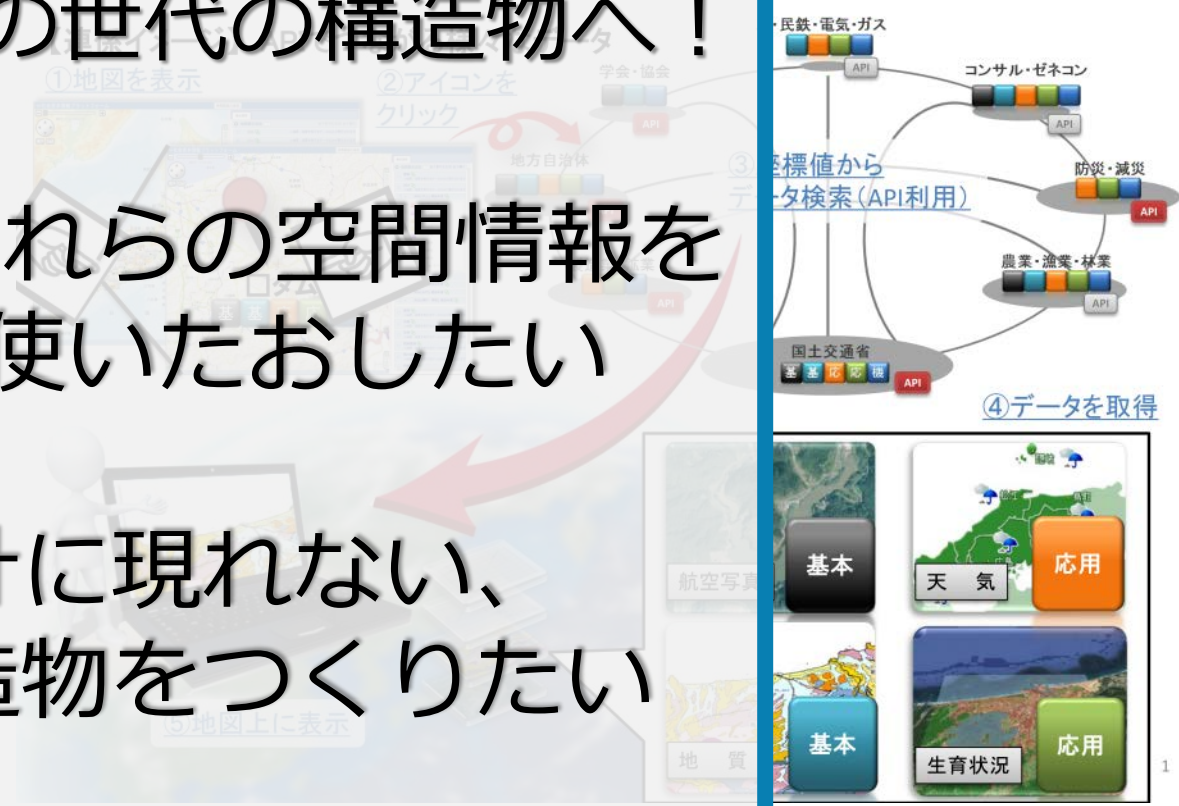 の世代の構造物へ！
れらの空間情報を
使いたおしたい
計に現れない、
造物をつくりたい
①地図を表示
②アイコンを
クリック
学会・協会
API
地方自治体
ダム
⑤地図上に表示
航空写真
地 質
・民鉄・電気・ガス
API
コンサル・ゼネコン
API
防災・減災
API
③座標値から
データ検索（API利用）
農業・漁業・林業
API
国土交通省
基 基 応 応 機
API
④データを取得
基本
天 気
応用
基本
生育状況
応用
1